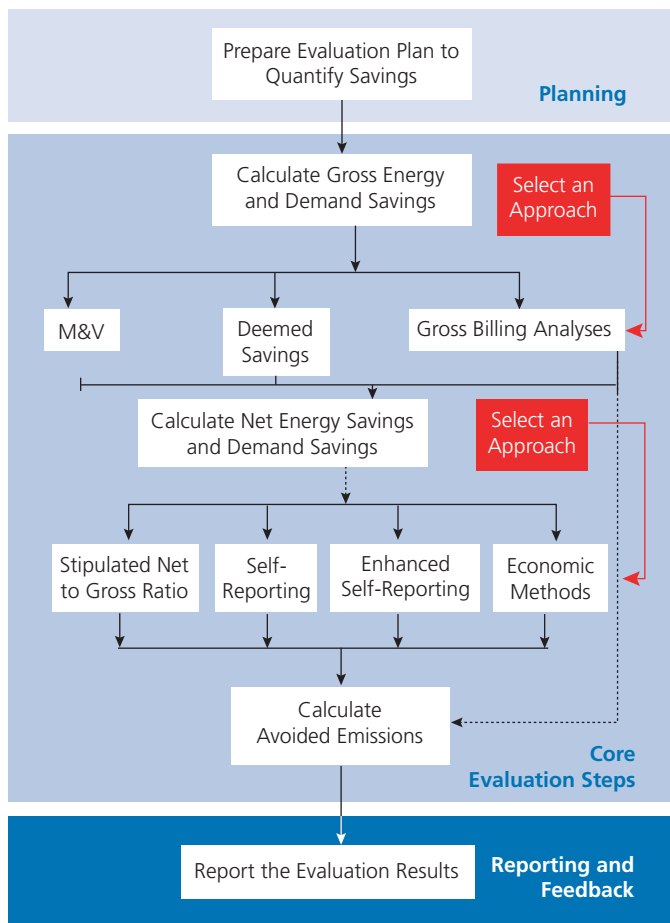 Prepare Evaluation Plan to
Quantify Savings
Planning
Calculate Gross Energy
and Demand Savings
Select an
Approach
M&V
Deemed
Savings
Gross Billing Analyses
Calculate Net Energy Savings
and Demand Savings
Select an
Approach
Stipulated Net
to Gross Ratio
Self-
Reporting
Enhanced
Self-Reporting
Economic
Methods
Calculate
Avoided Emissions
Core
Evaluation Steps
Report the Evaluation Results
Reporting and
Feedback